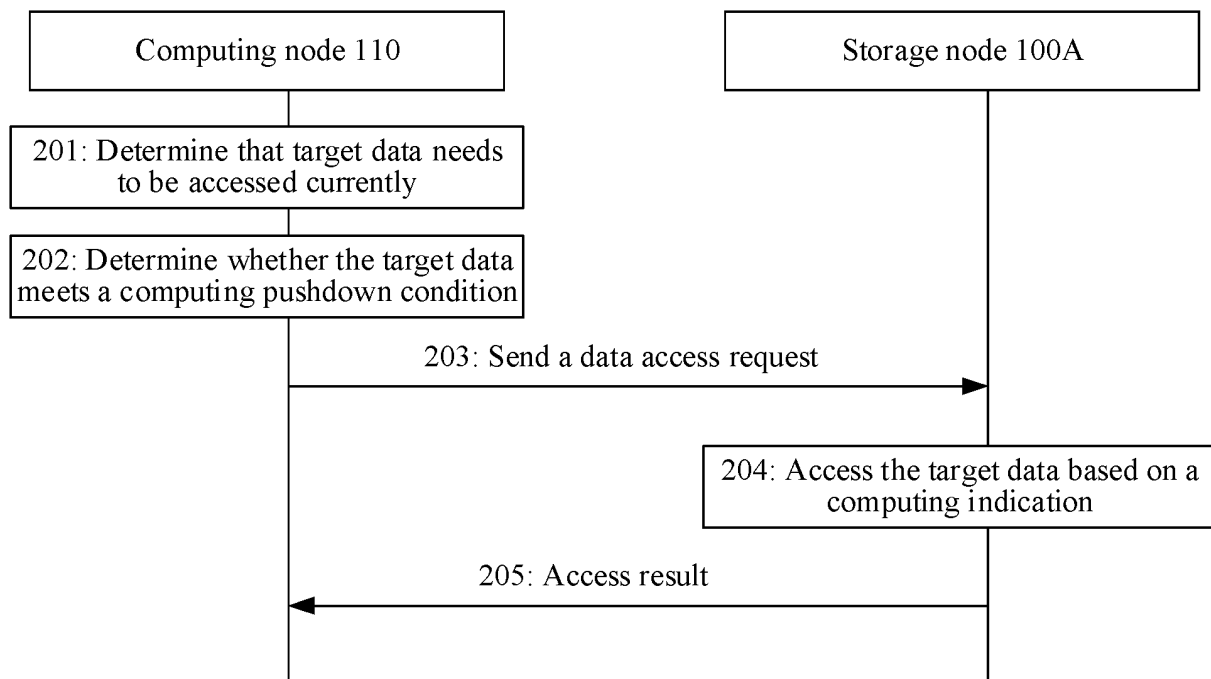 Computing node 110
Storage node 100A
201: Determine that target data needs
to be accessed currently
202: Determine whether the target data
meets a computing pushdown condition
203: Send a data access request
204: Access the target data based on a
computing indication
205: Access result